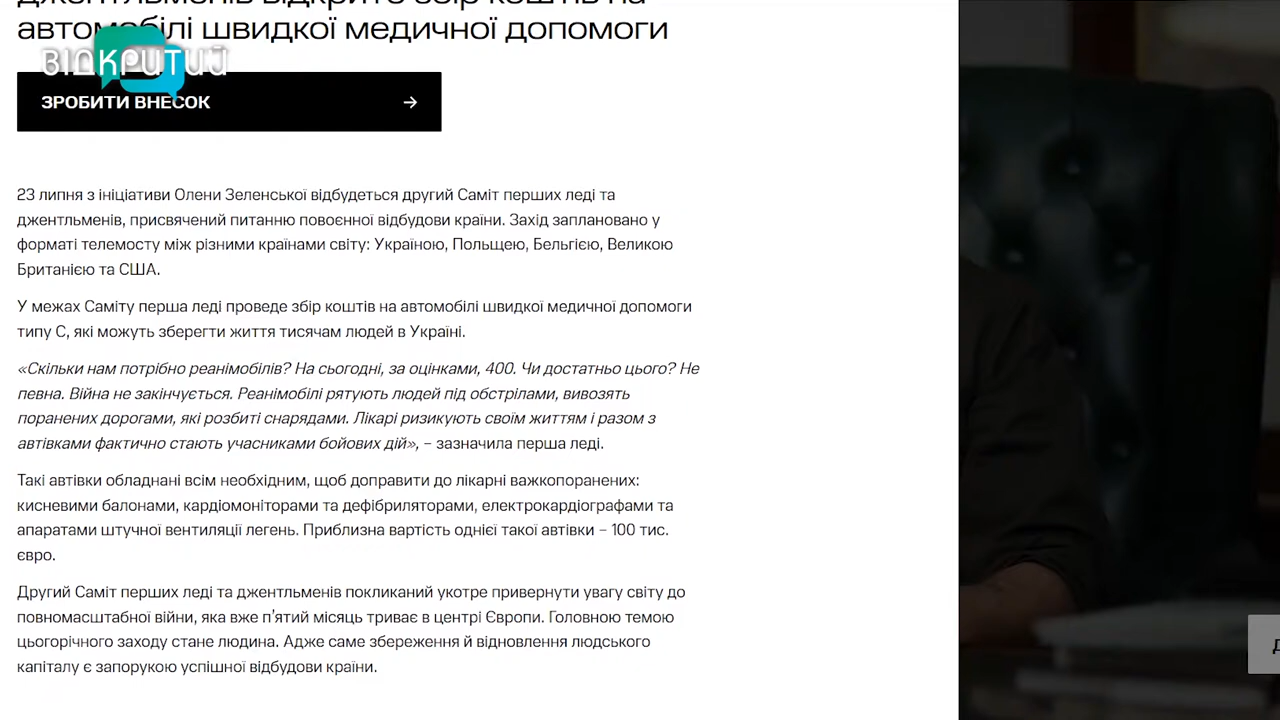 джентльменів відкрито збір коштів на
автомобілі швидкої медичної допомоги
ВІДКРИТИЙ
ЗРОБИТИ ВНЕСОК →
23 липня з ініціативи Олени Зеленської відбудеться другий Саміт перших леді та
джентльменів, присвячений питанню повоєнної відбудови країни. Захід заплановано у
форматі телемосту між різними країнами світу: Україною, Польщею, Бельгією, Великою
Британією та США.
У межах Саміту перша леді проведе збір коштів на автомобілі швидкої медичної допомоги
типу С, які можуть зберегти життя тисячам людей в Україні.
«Скільки нам потрібно реанімобілів? На сьогодні, за оцінками, 400. Чи достатньо цього? Не
певна. Війна не закінчується. Реанімобілі рятують людей під обстрілами, вивозять
поранених дорогами, які розбиті снарядами. Лікарі ризикують своїм життям і разом з
автівками фактично стають учасниками бойових дій», – зазначила перша леді.
Такі автівки обладнані всім необхідним, щоб доправити до лікарні важкопоранених:
кисневими балонами, кардіомоніторами та дефібриляторами, електрокардіографами та
апаратами штучної вентиляції легень. Приблизна вартість однієї такої автівки – 100 тис.
євро.
Другий Саміт перших леді та джентльменів покликаний укотре привернути увагу світу до
повномасштабної війни, яка вже п'ятий місяць триває в центрі Європи. Головною темою
цьогорічного заходу стане людина. Адже саме збереження й відновлення людського
капіталу є запорукою успішної відбудови країни.